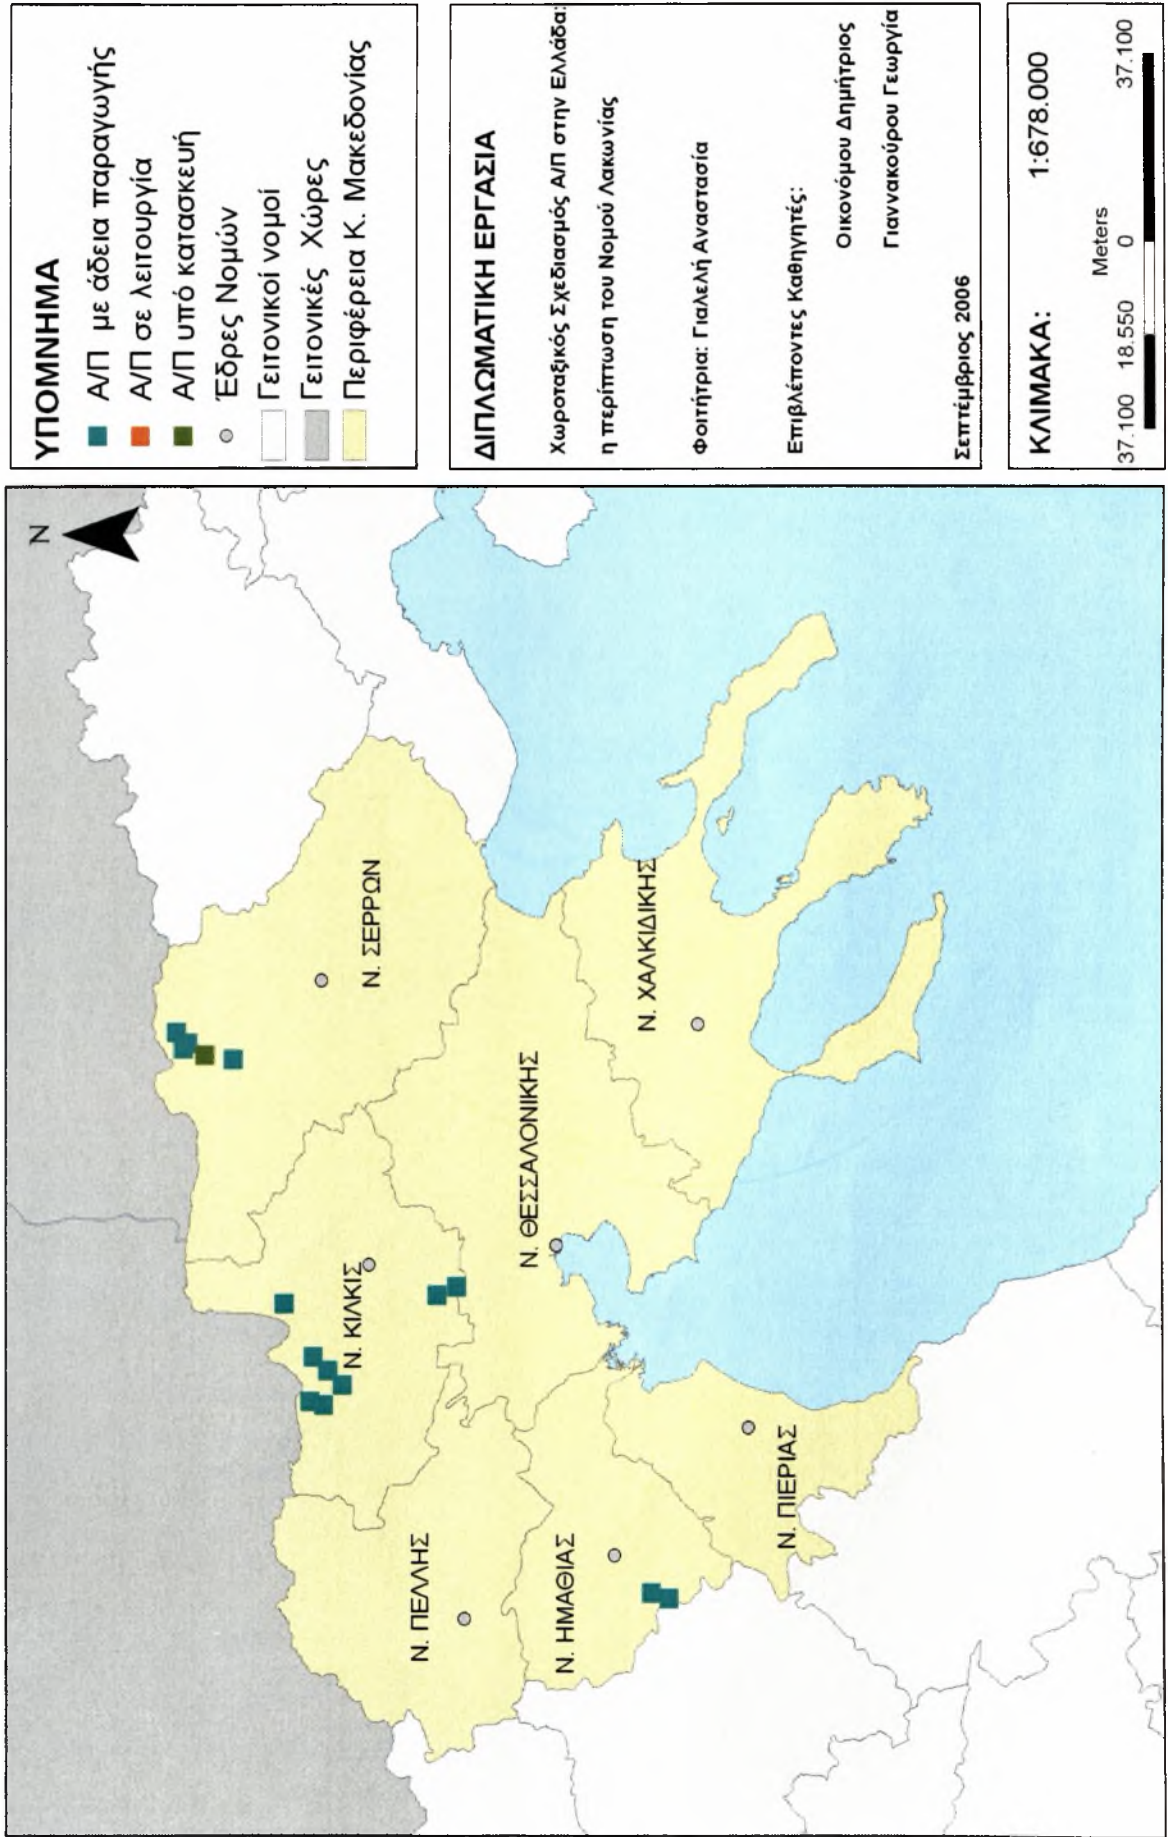 ΥΠΟΜΝΗΜΑ
Α/Π με άδεια παραγωγής
Α/Π σε λειτουργία
Α/Π υπό κατασκευή
Έδρες Νομών
Γειτονικοί νομοί
Γειτονικές Χώρες
Περιφέρεια Κ. Μακεδονίας
ΔΙΠΛΩΜΑΤΙΚΗ ΕΡΓΑΣΙΑ
Χωροταξικός Σχεδιασμός Α/Π στην Ελλάδα:
η περίπτωση του Νομού Λακωνίας
Φοιτήτρια: Γιαλελή Αναστασία
Επιβλέποντες Καθηγητές:
Οικονόμου Δημήτριος
Γιαννακούρου Γεωργία
Σεπτέμβριος 2006
ΚΛΙΜΑΚΑ: 1:678.000
Meters
37.100 18.550 0 37.100
N
Ν. ΣΕΡΡΩΝ
Ν. ΚΙΛΚΙΣ
Ν. ΠΕΛΛΗΣ
Ν. ΘΕΣΣΑΛΟΝΙΚΗΣ
Ν. ΗΜΑΘΙΑΣ
Ν. ΧΑΛΚΙΔΙΚΗΣ
Ν. ΠΙΕΡΙΑΣ